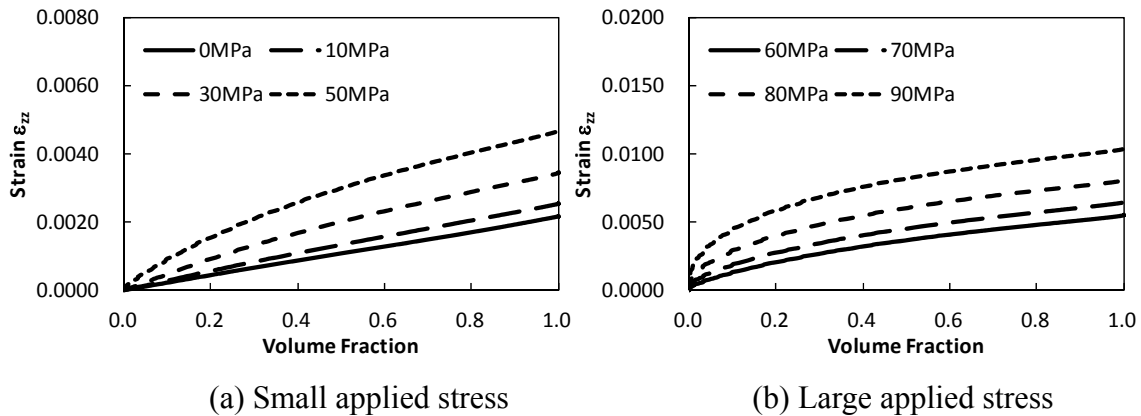 0.0080
0.0060
0.0040
0.0020
0.0000
Strain εzz
0MPa 10MPa
30MPa 50MPa
0.0 0.2 0.4 0.6 0.8 1.0
Volume Fraction
(a) Small applied stress
0.0200
0.0150
0.0100
0.0050
0.0000
Strain εzz
60MPa 70MPa
80MPa 90MPa
0.0 0.2 0.4 0.6 0.8 1.0
Volume Fraction
(b) Large applied stress